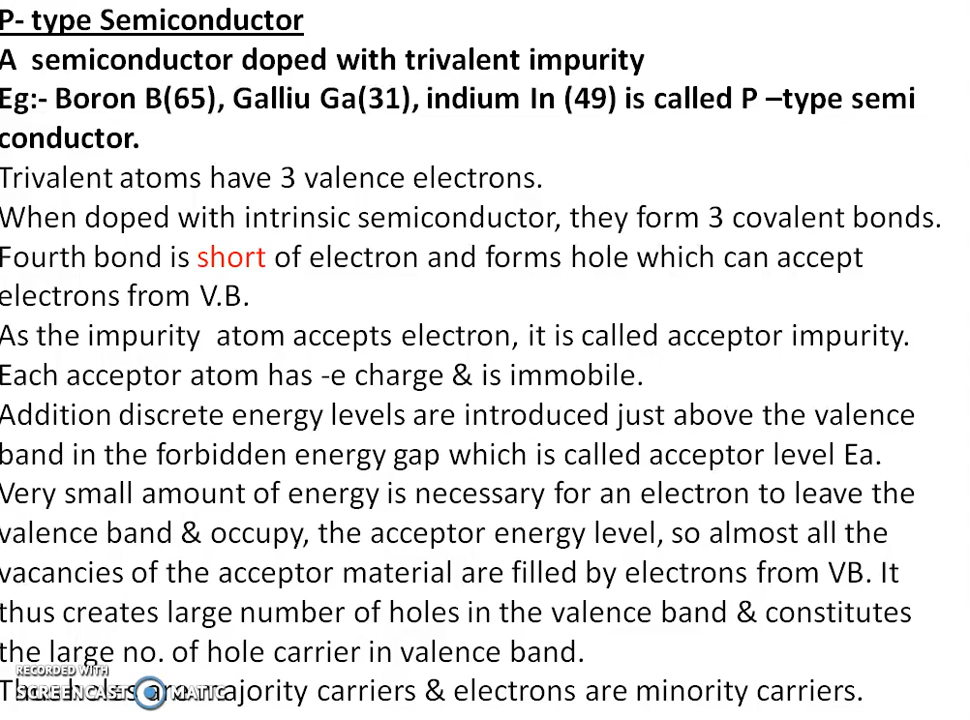 P- type Semiconductor
A semiconductor doped with trivalent impurity
Eg:- Boron B(65), Galliu Ga(31), indium In (49) is called P –type semi
conductor.
Trivalent atoms have 3 valence electrons.
When doped with intrinsic semiconductor, they form 3 covalent bonds.
Fourth bond is short of electron and forms hole which can accept
electrons from V.B.
As the impurity atom accepts electron, it is called acceptor impurity.
Each acceptor atom has -e charge & is immobile.
Addition discrete energy levels are introduced just above the valence
band in the forbidden energy gap which is called acceptor level Ea.
Very small amount of energy is necessary for an electron to leave the
valence band & occupy, the acceptor energy level, so almost all the
vacancies of the acceptor material are filled by electrons from VB. It
thus creates large number of holes in the valence band & constitutes
the large no. of hole carrier in valence band.
RECORDED WITH
majority carriers & electrons are minority carriers.
SCREENCAST MATIC